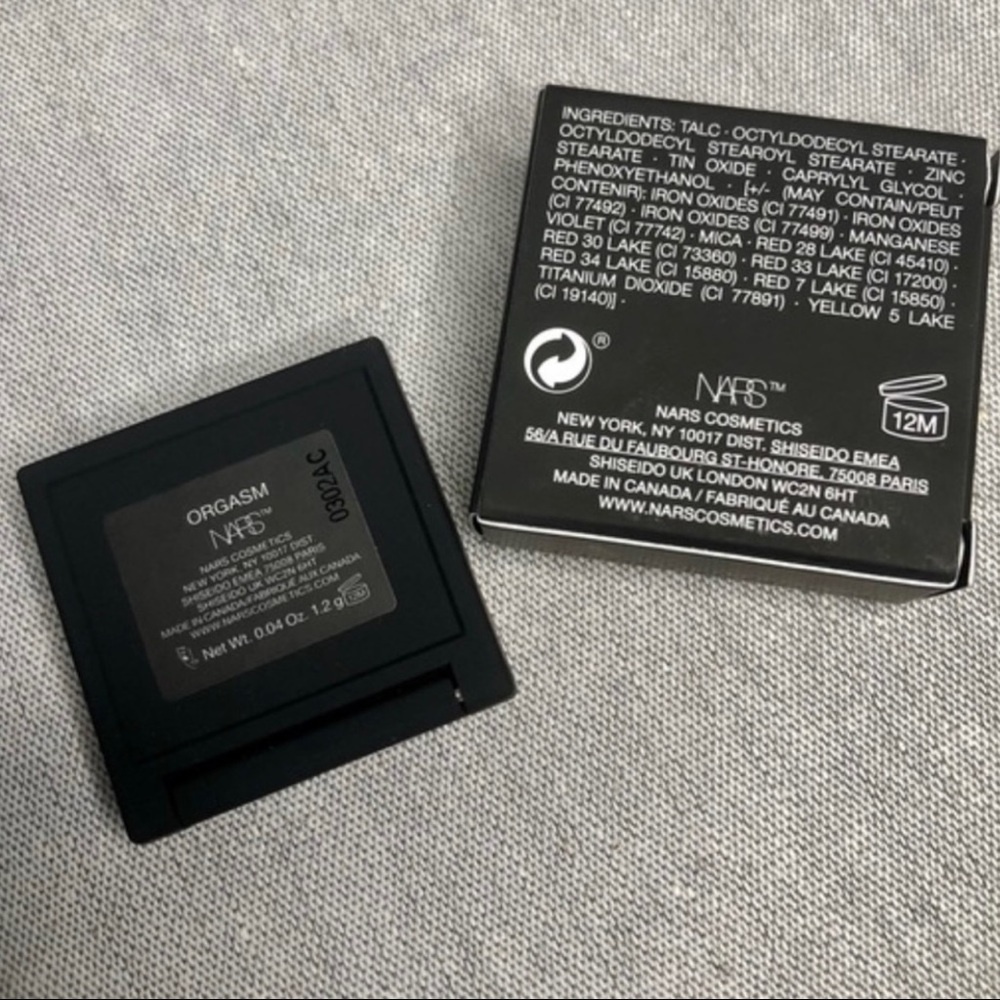 ORGASM
NARS™
NARS COSMETICS
NEW YORK, NY 10017 DIST.
SHISEIDO EMEA 75008 PARIS
SHISEIDO UK WC2N 6HT
MADE IN CANADA/FABRIQUÉ AU CANADA
WWW.NARSCOSMETICS.COM
Net Wt. 0.04 Oz. 1.2 g 12M
0302AC
INGREDIENTS: TALC · OCTYLDODECYL STEARATE ·
OCTYLDODECYL STEAROYL STEARATE · ZINC
STEARATE · TIN OXIDE · CAPRYLYL GLYCOL ·
PHENOXYETHANOL · [+/- (MAY CONTAIN/PEUT
CONTENIR): IRON OXIDES (CI 77491) · IRON OXIDES
(CI 77492) · IRON OXIDES (CI 77499) · MANGANESE
VIOLET (CI 77742) · MICA · RED 28 LAKE (CI 45410) ·
RED 30 LAKE (CI 73360) · RED 33 LAKE (CI 17200) ·
RED 34 LAKE (CI 15880) · RED 7 LAKE (CI 15850) ·
TITANIUM DIOXIDE (CI 77891) · YELLOW 5 LAKE
(CI 19140)] ·
®
NARS™
12M
NARS COSMETICS
NEW YORK, NY 10017 DIST. SHISEIDO EMEA
56/A RUE DU FAUBOURG ST-HONORE, 75008 PARIS
SHISEIDO UK LONDON WC2N 6HT
MADE IN CANADA / FABRIQUÉ AU CANADA
WWW.NARSCOSMETICS.COM